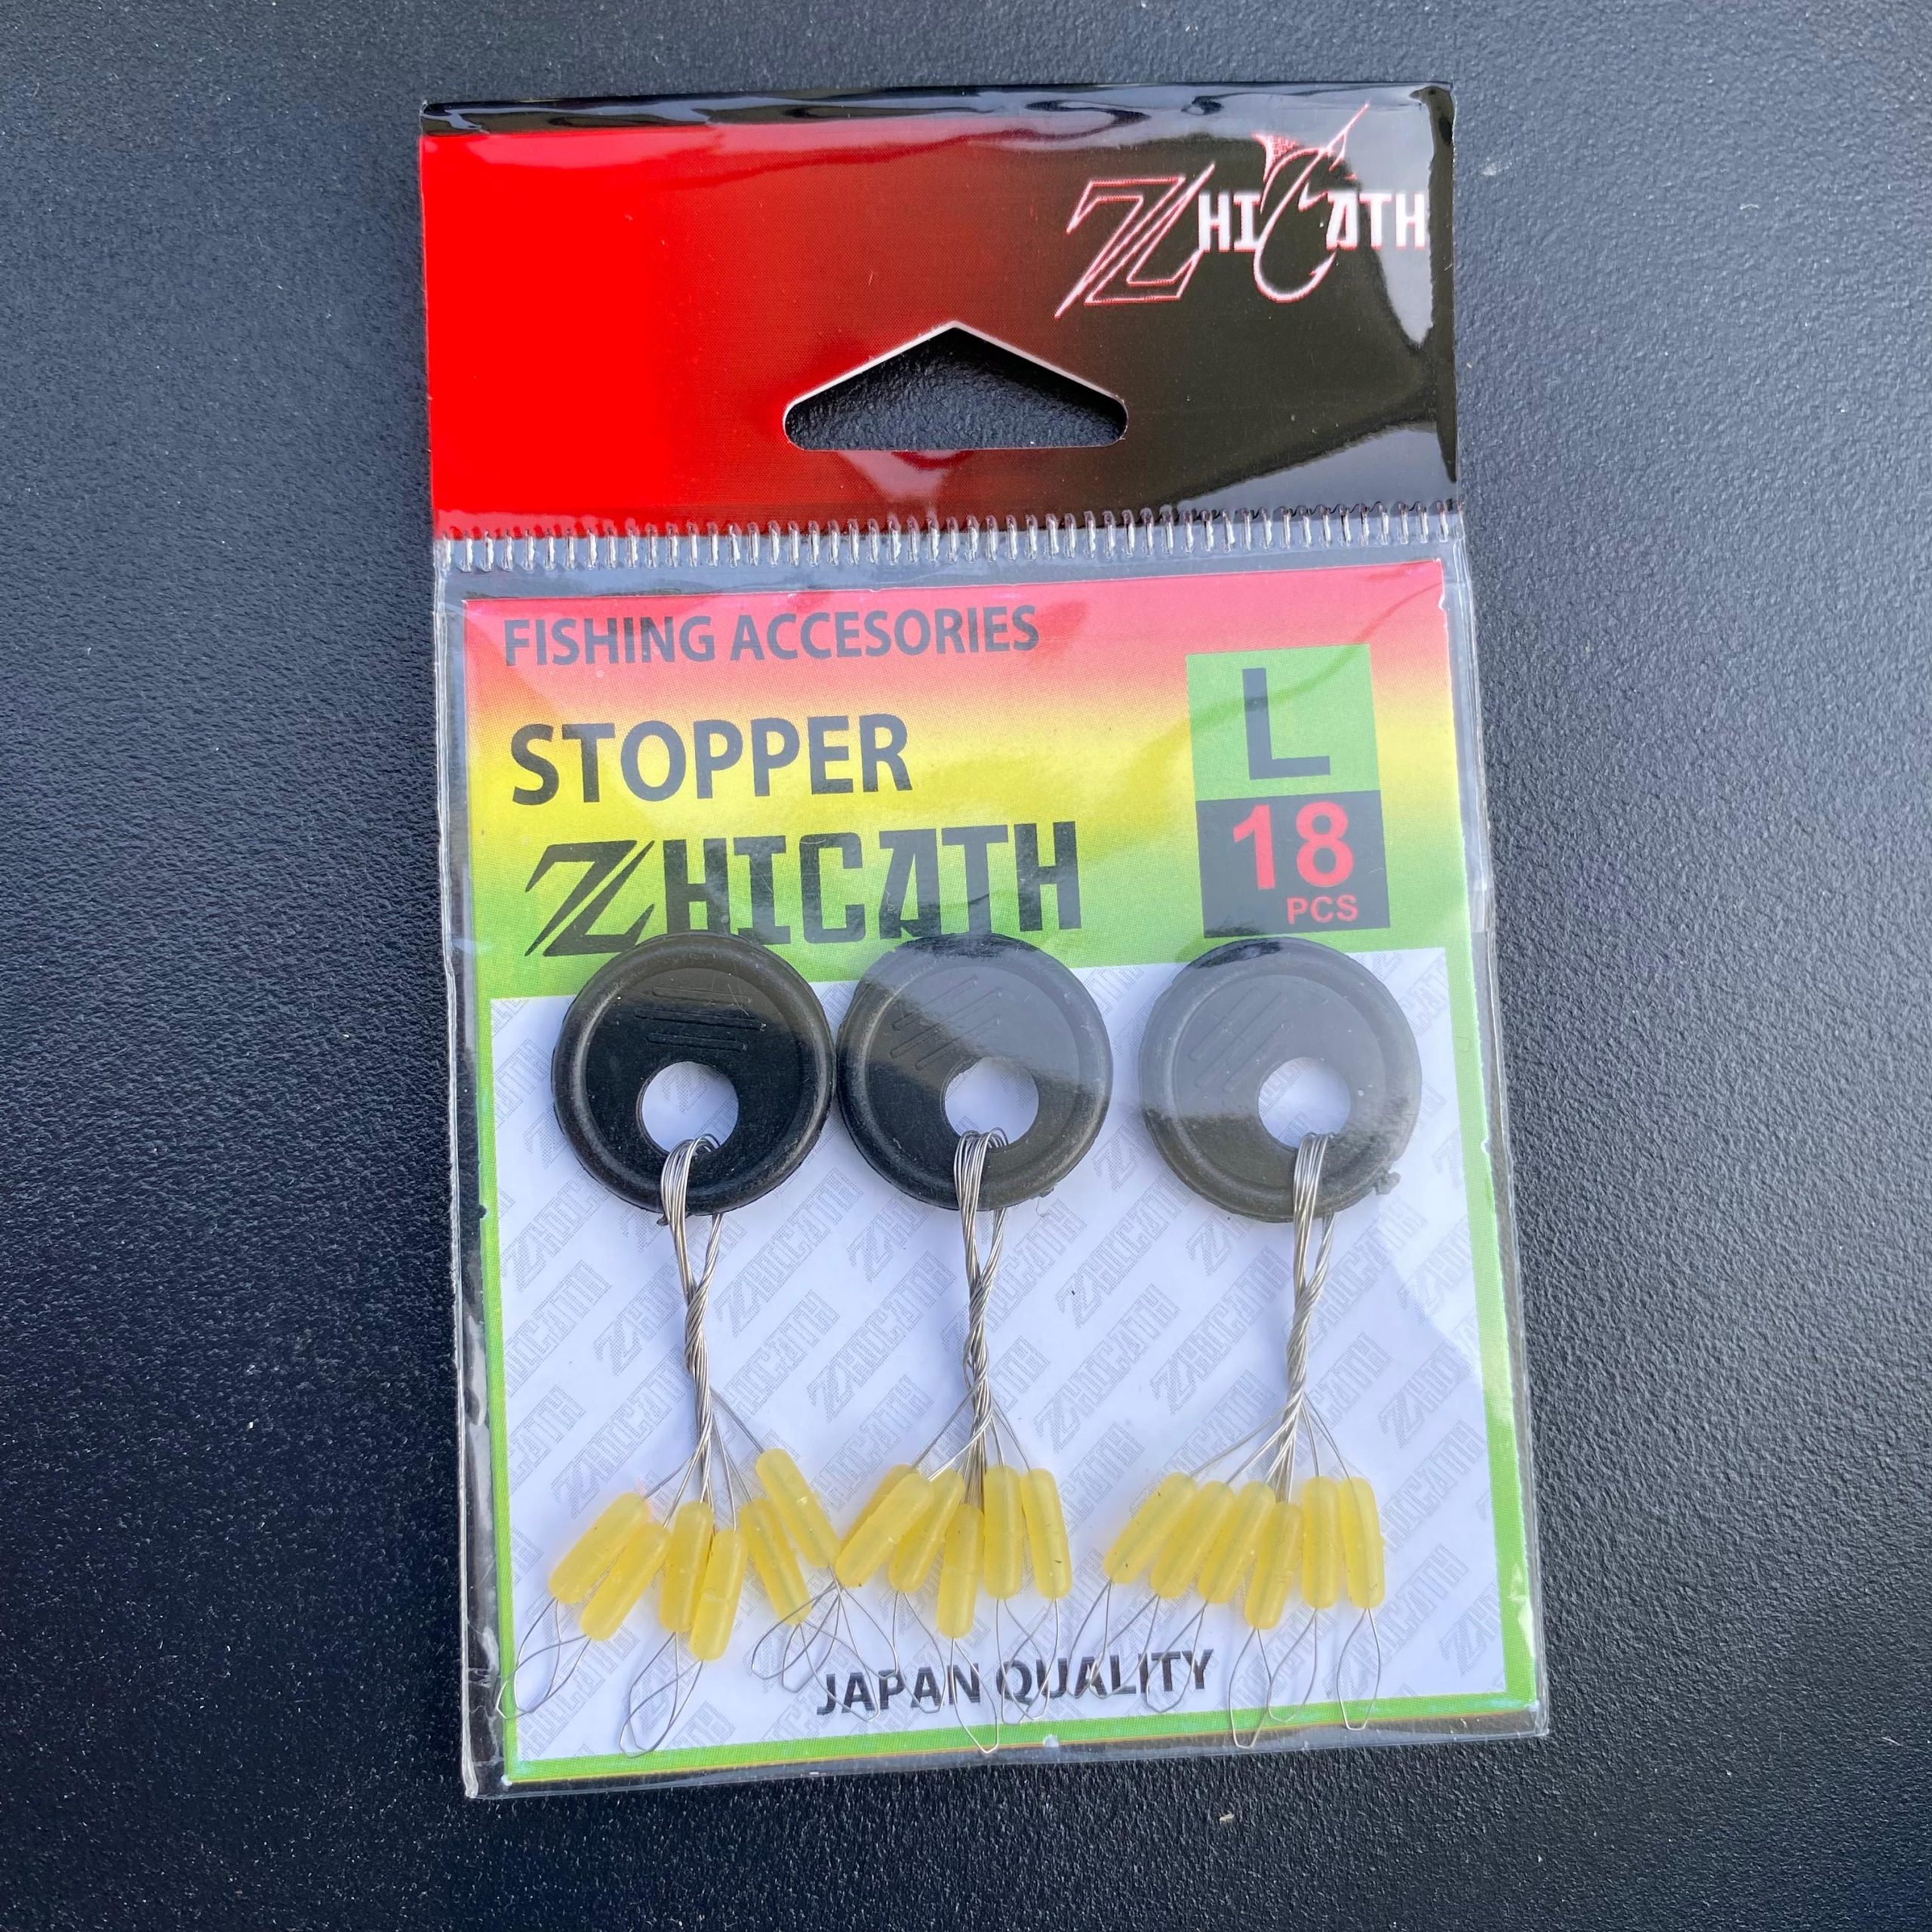 ZHICATH
FISHING ACCESORIES
STOPPER
ZHICATH
L
18
PCS
JAPAN QUALITY